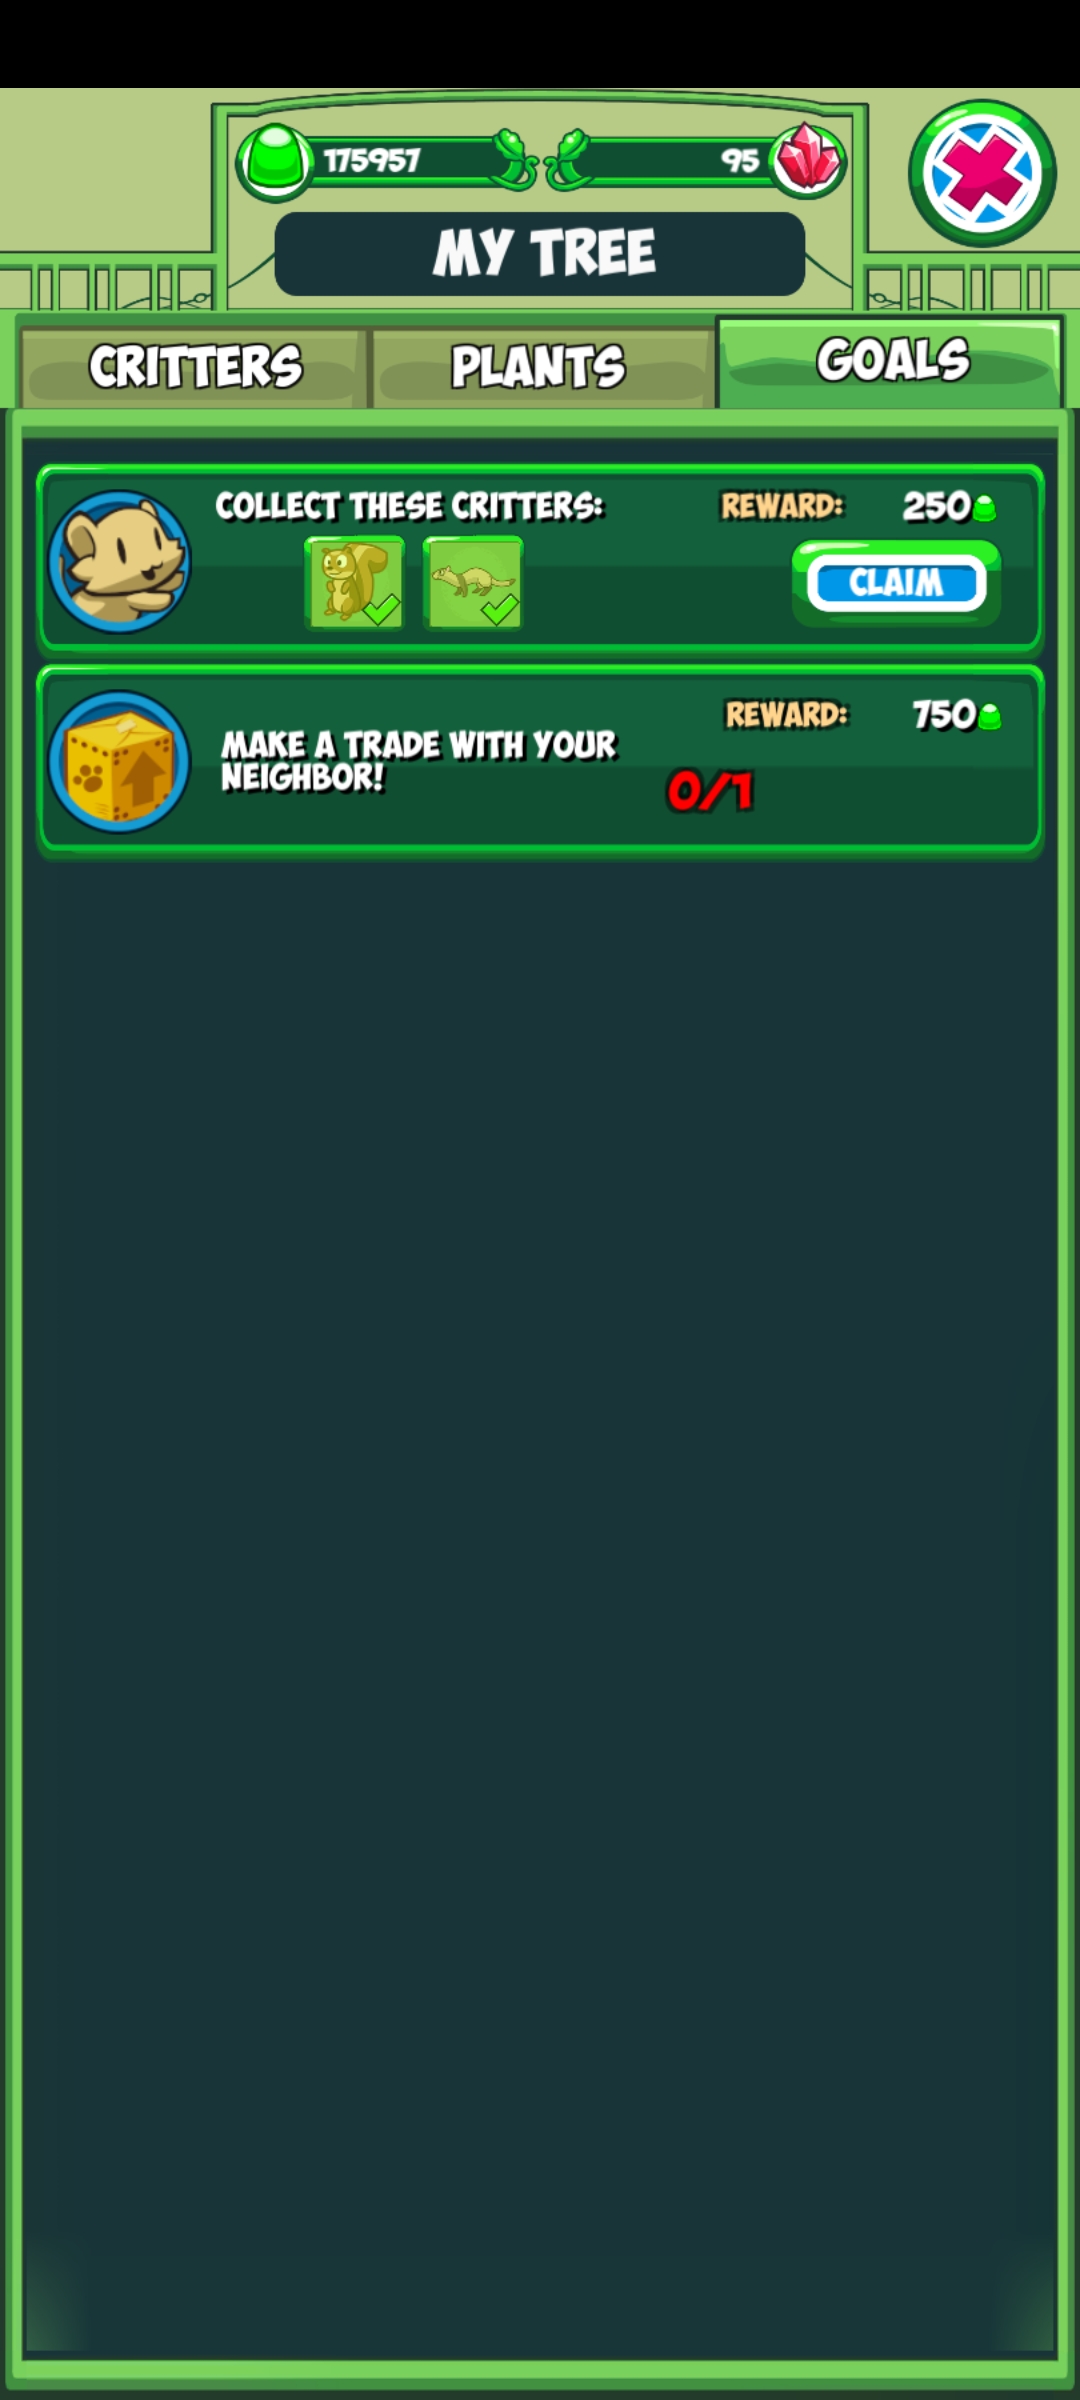 175957
95
MY TREE
CRITTERS
PLANTS
GOALS
COLLECT THESE CRITTERS:
REWARD:
250
CLAIM
REWARD:
750
MAKE A TRADE WITH YOUR
NEIGHBOR!
0/1